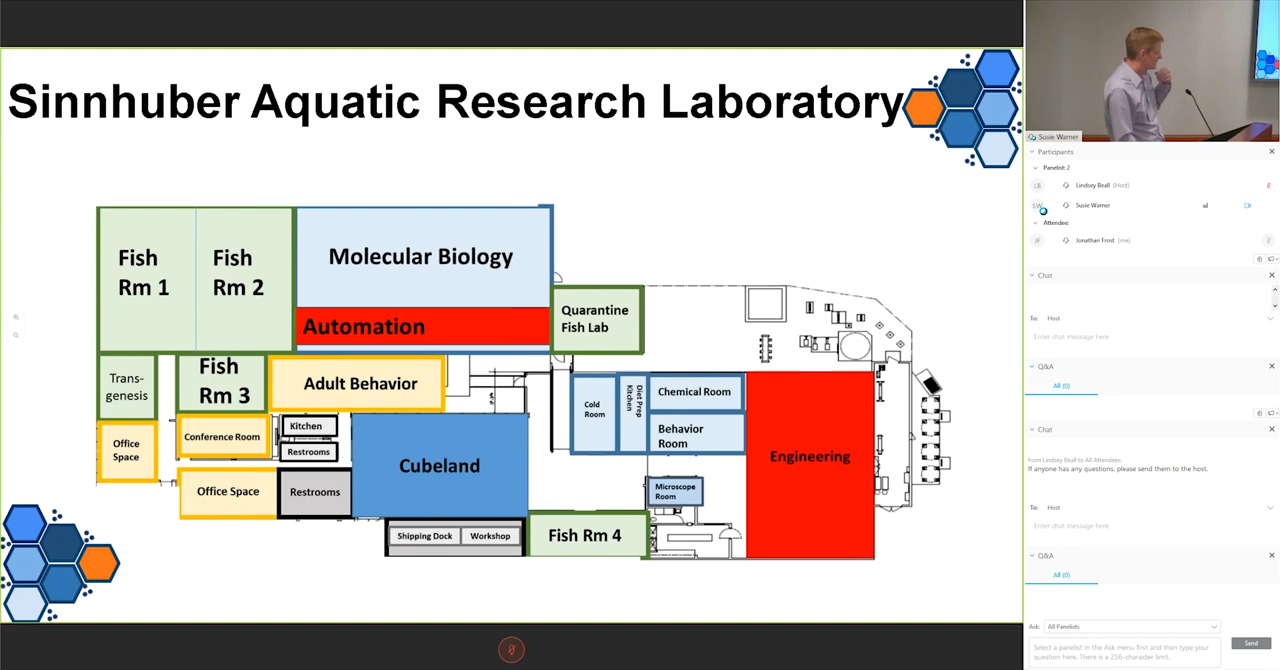 Sinnhuber Aquatic Research Laboratory
Fish
Rm 1
Fish
Rm 2
Molecular Biology
Automation
Quarantine
Fish Lab
Trans-
genesis
Fish
Rm 3
Adult Behavior
Cold
Room
Diet Prep
Kitchen
Chemical Room
Behavior
Room
Engineering
Office
Space
Conference Room
Kitchen
Restrooms
Cubeland
Office Space
Restrooms
Microscope
Room
Shipping Dock
Workshop
Fish Rm 4
Susie Warner
Participants
Panelist: 2
LB
Lindsey Beall (Host)
SW
Susie Warner
Attendee:
JF
Jonathan Frost (me)
Chat
To: Host
Enter chat message here
Q&A
All (0)
Chat
from Lindsey Beall to All Attendees:
If anyone has any questions, please send them to the host.
To: Host
Enter chat message here
Q&A
All (0)
Ask: All Panelists
Select a panelist in the Ask menu first and then type your
question here. There is a 256-character limit.
Send